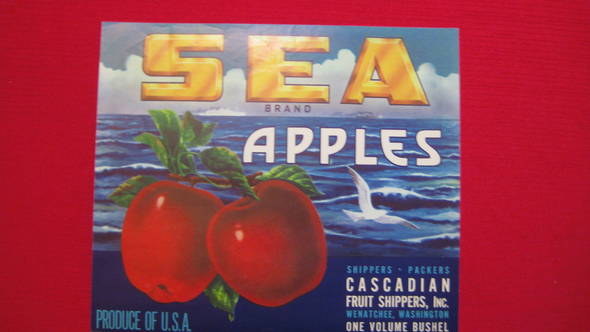 SEA
BRAND
APPLES
SHIPPERS - PACKERS
CASCADIAN
FRUIT SHIPPERS, INC.
WENATCHEE, WASHINGTON
ONE VOLUME BUSHEL
PRODUCE OF U.S.A.